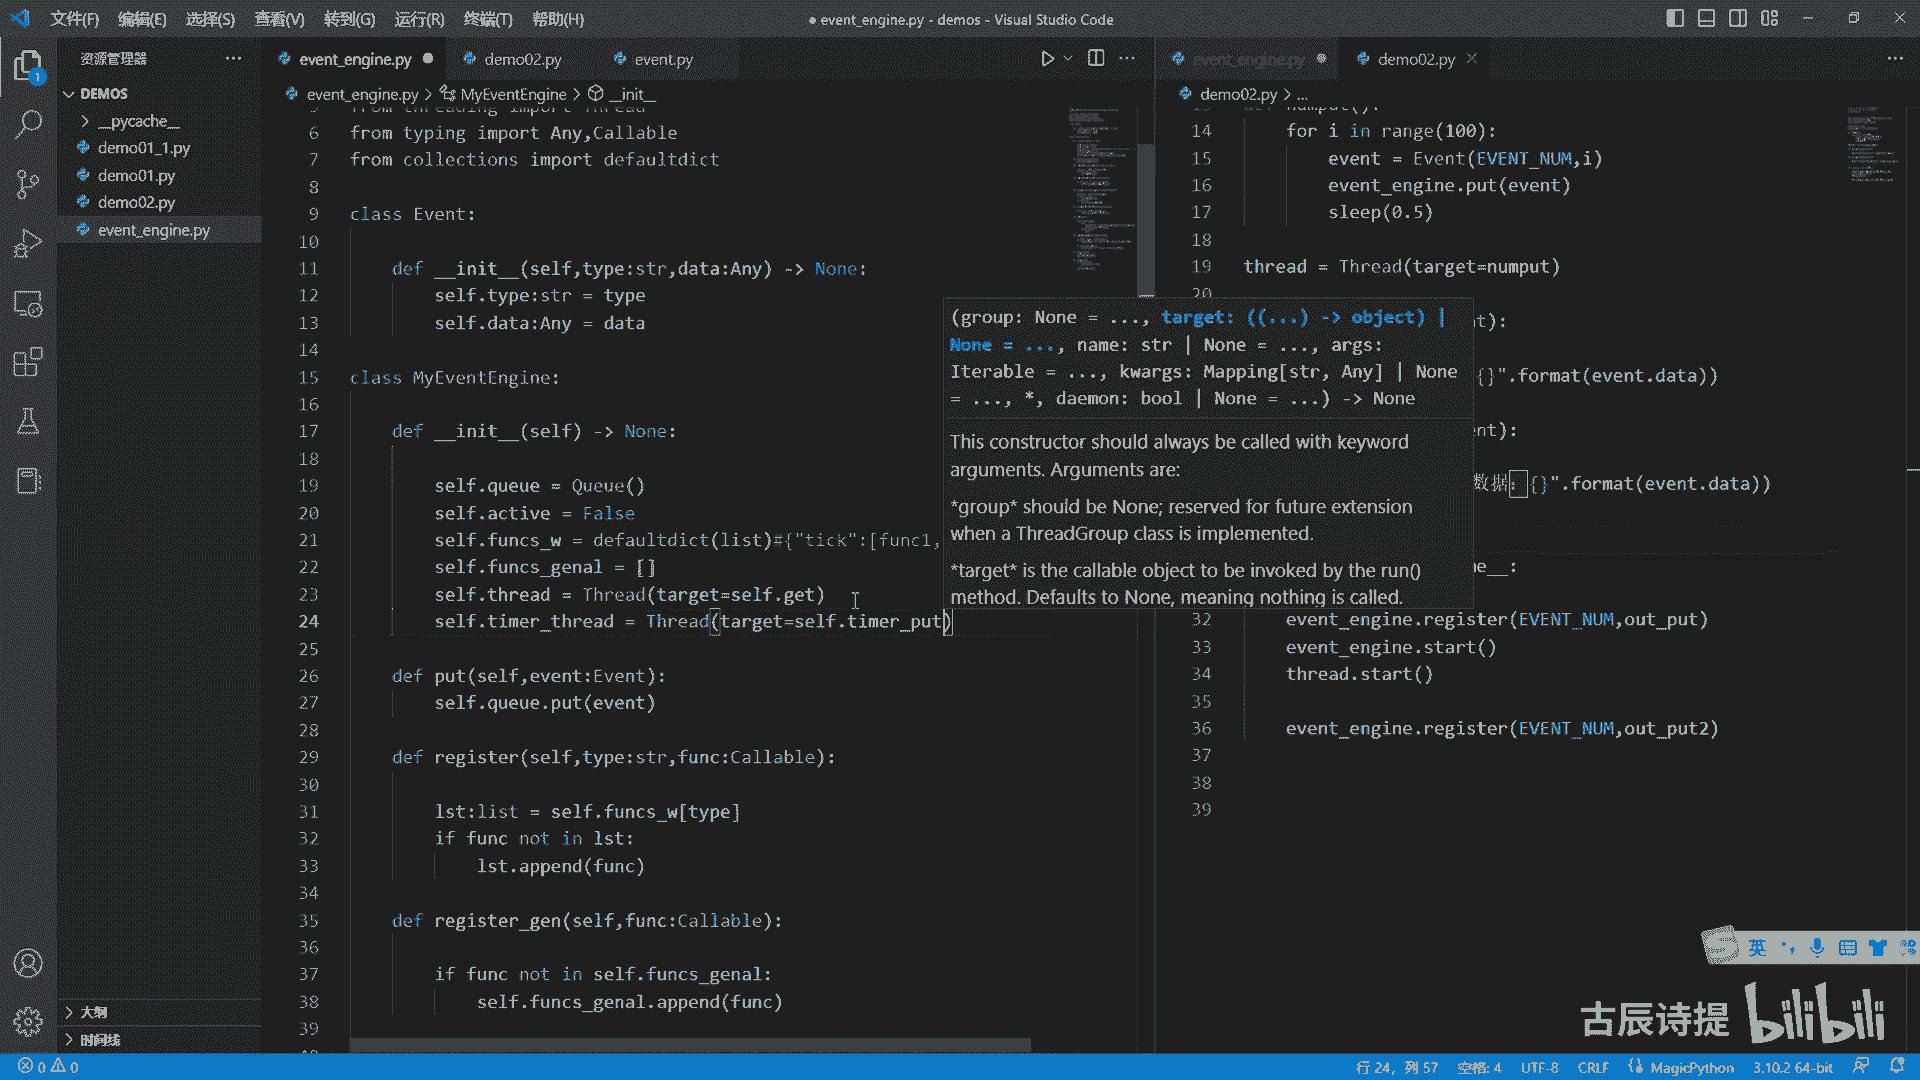 文件(F) 编辑(E) 选择(S) 查看(V) 转到(G) 运行(R) 终端(T) 帮助(H)
● event_engine.py - demos - Visual Studio Code
资源管理器
DEMOS
__pycache__
demo01_1.py
demo01.py
demo02.py
event_engine.py
大纲
时间线
1
event_engine.py ● demo02.py event.py
event_engine.py > MyEventEngine > __init__
6 from typing import Any,Callable
7 from collections import defaultdict
8
9 class Event:
10
11 def __init__(self,type:str,data:Any) -> None:
12 self.type:str = type
13 self.data:Any = data
14
15 class MyEventEngine:
16
17 def __init__(self) -> None:
18
19 self.queue = Queue()
20 self.active = False
21 self.funcs_w = defaultdict(list)#{"tick":[func1,
22 self.funcs_genal = []
23 self.thread = Thread(target=self.get)
24 self.timer_thread = Thread(target=self.timer_put)
25
26 def put(self,event:Event):
27 self.queue.put(event)
28
29 def register(self,type:str,func:Callable):
30
31 lst:list = self.funcs_w[type]
32 if func not in lst:
33 lst.append(func)
34
35 def register_gen(self,func:Callable):
36
37 if func not in self.funcs_genal:
38 self.funcs_genal.append(func)
39
(group: None = ..., target: ((...) -> object) |
None = ..., name: str | None = ..., args:
Iterable = ..., kwargs: Mapping[str, Any] | None
= ..., *, daemon: bool | None = ...) -> None
This constructor should always be called with keyword
arguments. Arguments are:
*group* should be None; reserved for future extension
when a ThreadGroup class is implemented.
*target* is the callable object to be invoked by the run()
method. Defaults to None, meaning nothing is called.
event_engine.py ● demo02.py
demo02.py > ...
14 for i in range(100):
15 event = Event(EVENT_NUM,i)
16 event_engine.put(event)
17 sleep(0.5)
18
19 thread = Thread(target=numput)
20
nt):
{}".format(event.data))
ent):
数据：{}".format(event.data))
me__:
32 event_engine.register(EVENT_NUM,out_put)
33 event_engine.start()
34 thread.start()
35
36 event_engine.register(EVENT_NUM,out_put2)
37
38
39
英
古辰诗提 bilibili
0 0
行 24，列 57 空格: 4 UTF-8 CRLF MagicPython 3.10.2 64-bit